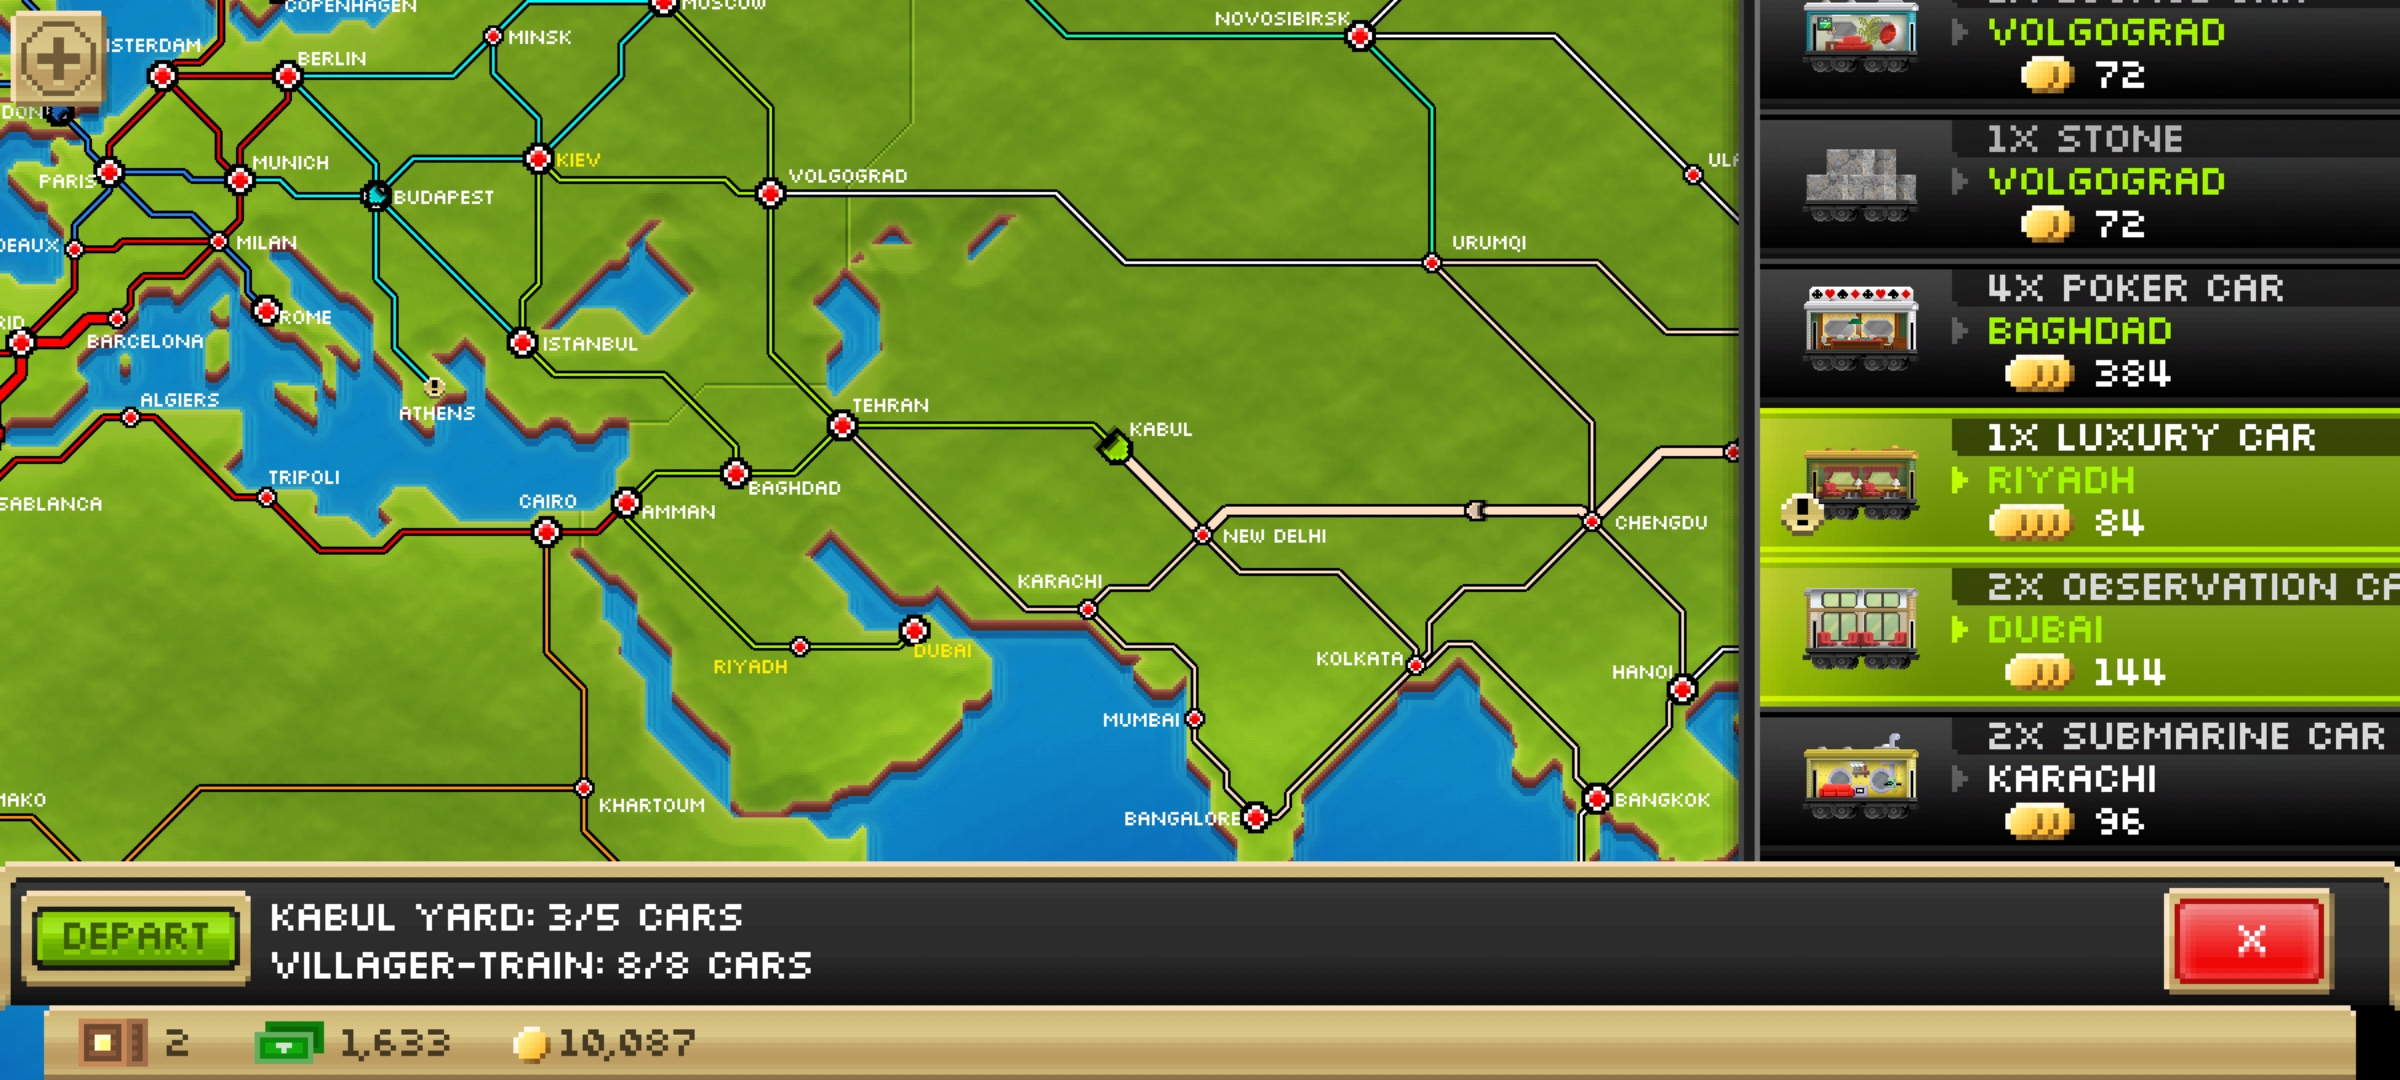 COPENHAGEN
MOSCOW
NOVOSIBIRSK
MINSK
BERLIN
KIEV
MUNICH
PARIS
BUDAPEST
VOLGOGRAD
MILAN
URUMQI
ROME
BARCELONA
ISTANBUL
ALGIERS
ATHENS
TEHRAN
KABUL
TRIPOLI
CAIRO
BAGHDAD
AMMAN
NEW DELHI
CHENGDU
KARACHI
RIYADH
DUBAI
KOLKATA
HANOI
MUMBAI
KHARTOUM
BANGALORE
BANGKOK
VOLGOGRAD
72
1X STONE
VOLGOGRAD
72
4X POKER CAR
BAGHDAD
384
1X LUXURY CAR
RIYADH
84
2X OBSERVATION CA
DUBAI
144
2X SUBMARINE CAR
KARACHI
96
DEPART
KABUL YARD: 3/5 CARS
VILLAGER-TRAIN: 8/8 CARS
X
2
1,633
10,087